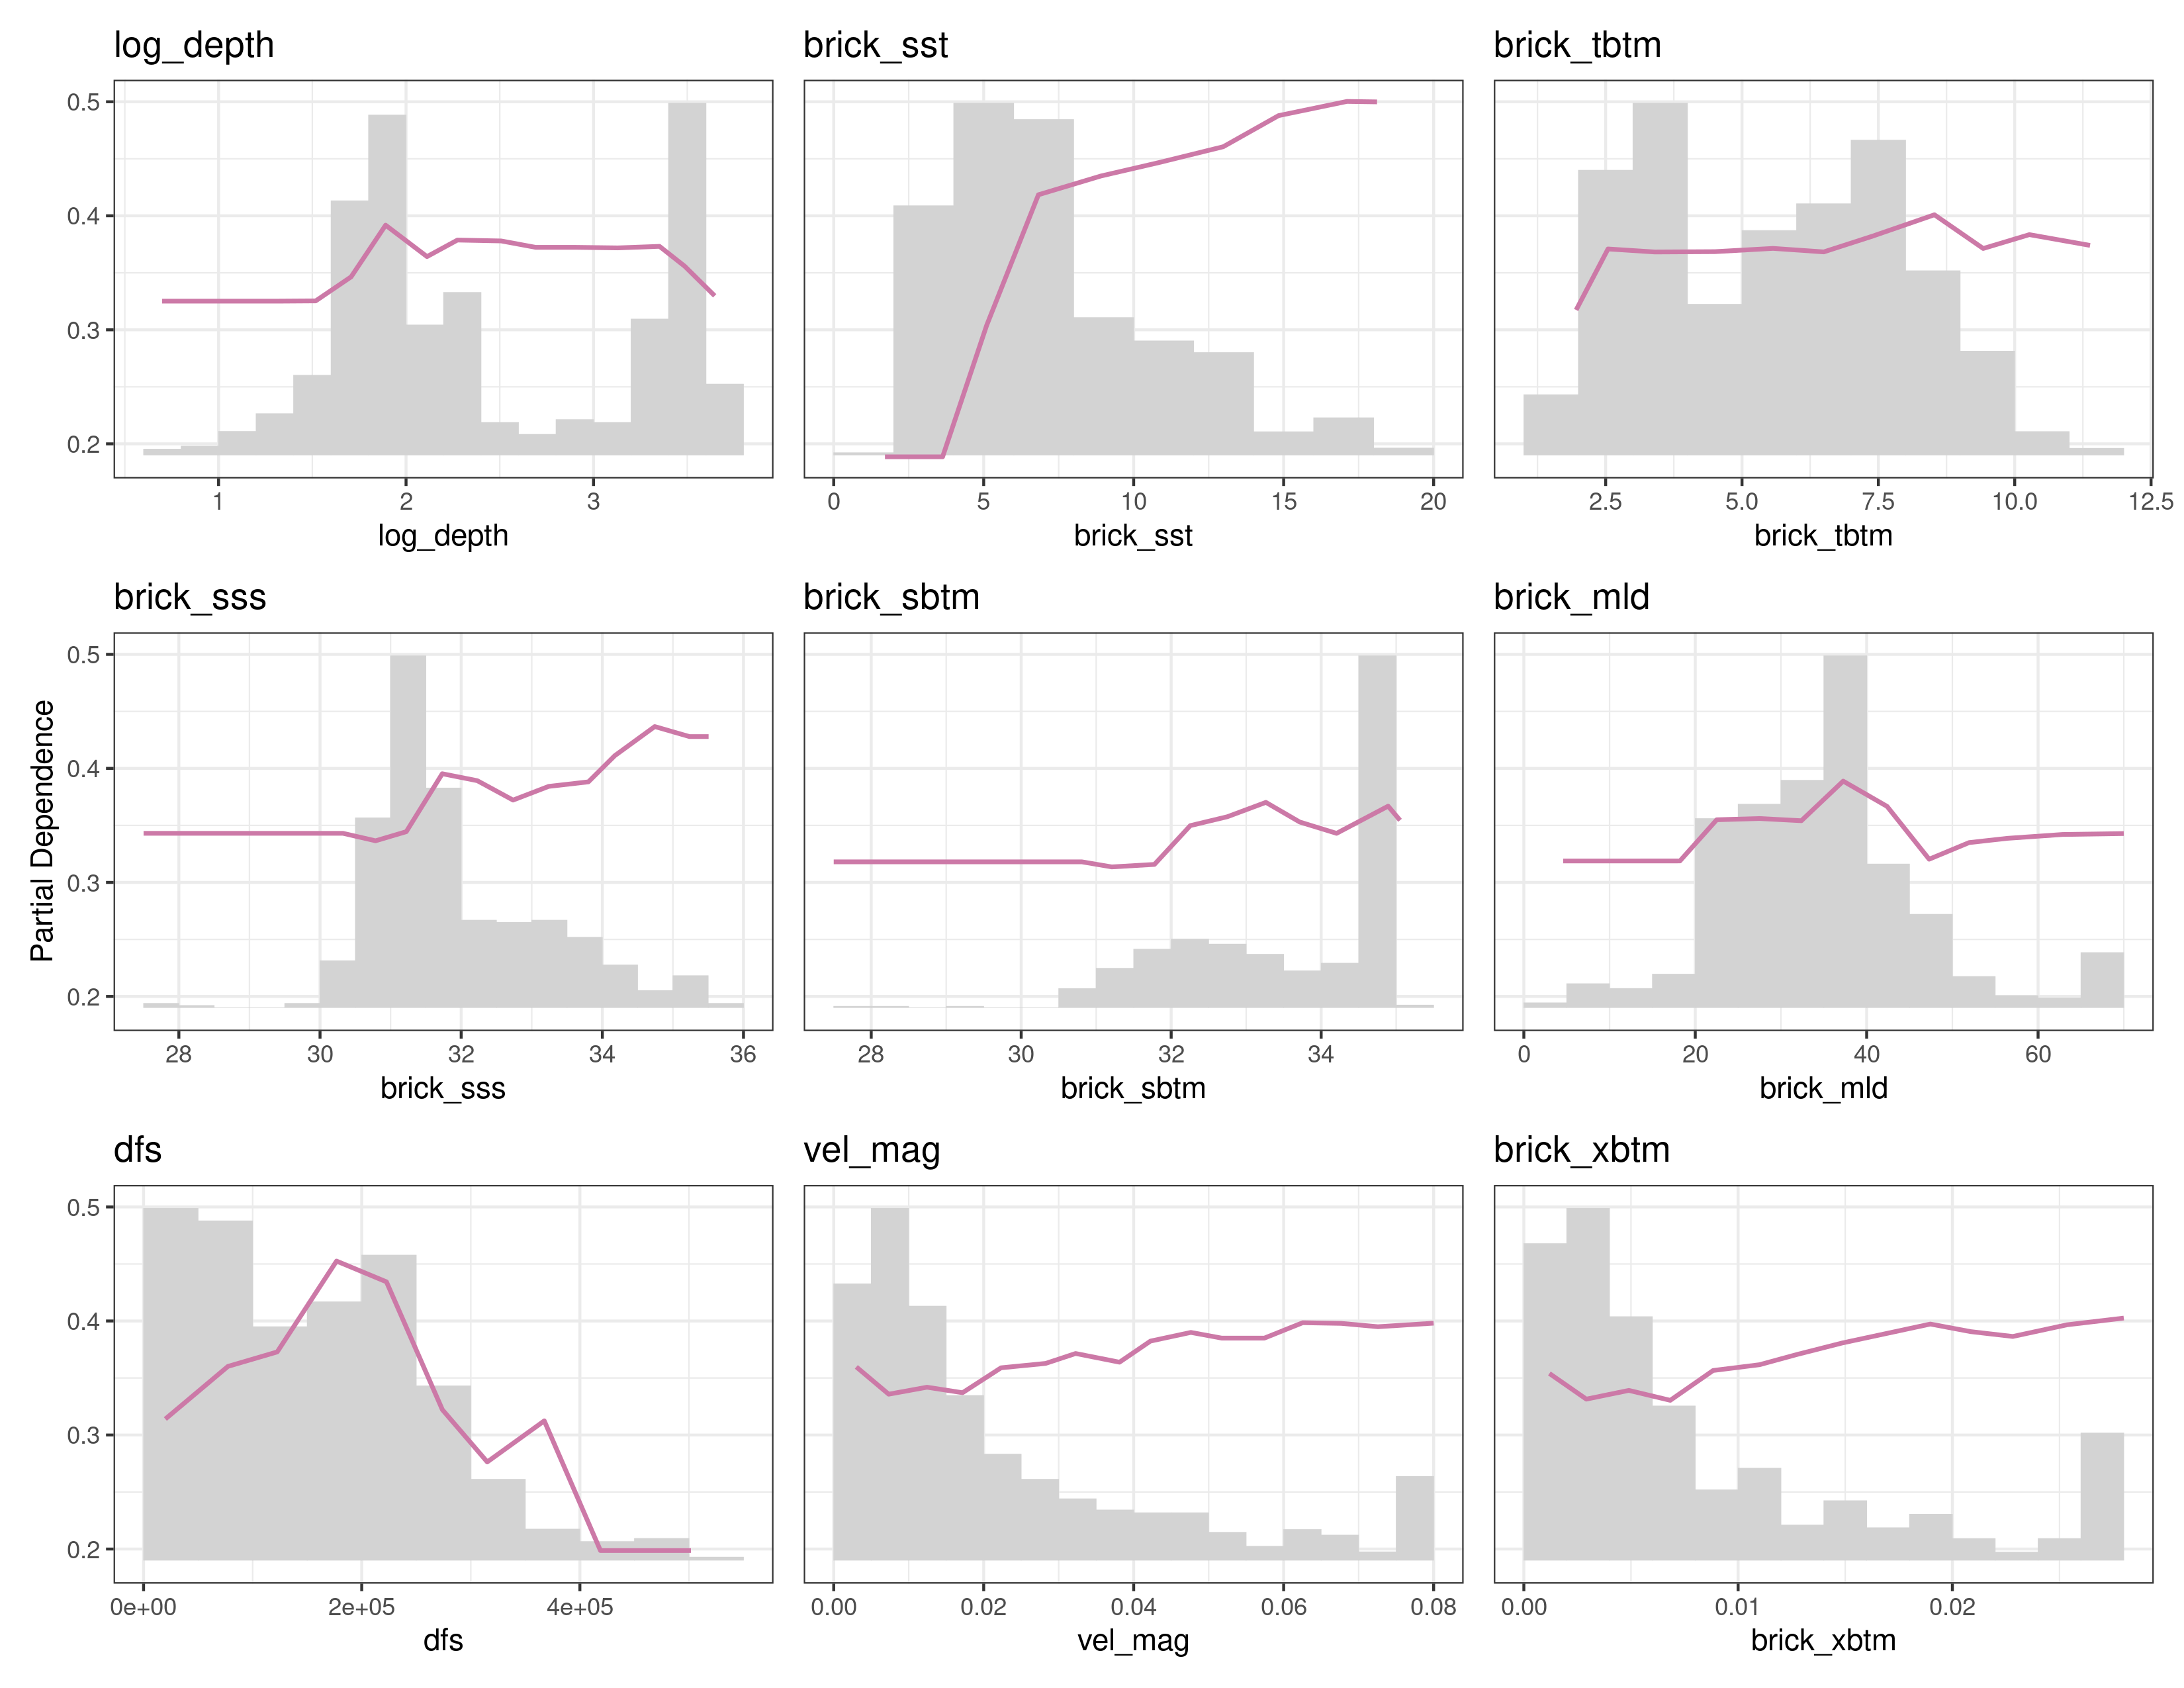 log_depth
brick_sst
brick_tbtm
0.5
0.4
0.3
0.2
1 2 3
0 5 10 15 20
2.5 5.0 7.5 10.0 12.5
log_depth
brick_sst
brick_tbtm
brick_sss
brick_sbtm
brick_mld
Partial Dependence
0.5
0.4
0.3
0.2
28 30 32 34 36
28 30 32 34
0 20 40 60
brick_sss
brick_sbtm
brick_mld
dfs
vel_mag
brick_xbtm
0.5
0.4
0.3
0.2
0e+00 2e+05 4e+05
0.00 0.02 0.04 0.06 0.08
0.00 0.01 0.02
dfs
vel_mag
brick_xbtm